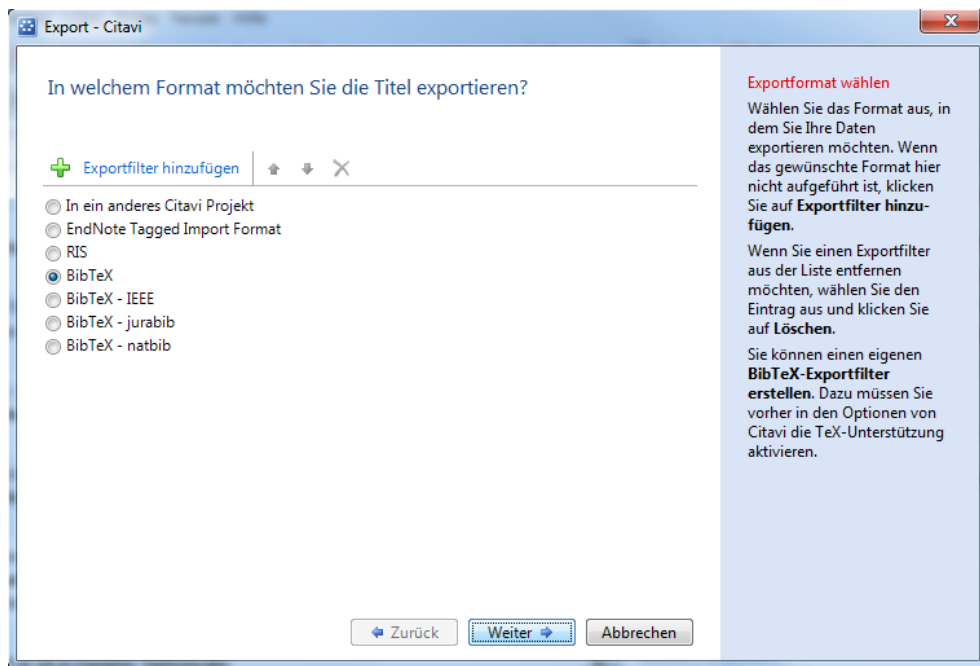 Export - Citavi
In welchem Format möchten Sie die Titel exportieren?
Exportfilter hinzufügen
In ein anderes Citavi Projekt
EndNote Tagged Import Format
RIS
BibTeX
BibTeX - IEEE
BibTeX - jurabib
BibTeX - natbib
Zurück
Weiter
Abbrechen
Exportformat wählen
Wählen Sie das Format aus, in
dem Sie Ihre Daten
exportieren möchten. Wenn
das gewünschte Format hier
nicht aufgeführt ist, klicken
Sie auf Exportfilter hinzu-
fügen.
Wenn Sie einen Exportfilter
aus der Liste entfernen
möchten, wählen Sie den
Eintrag aus und klicken Sie
auf Löschen.
Sie können einen eigenen
BibTeX-Exportfilter
erstellen. Dazu müssen Sie
vorher in den Optionen von
Citavi die TeX-Unterstützung
aktivieren.